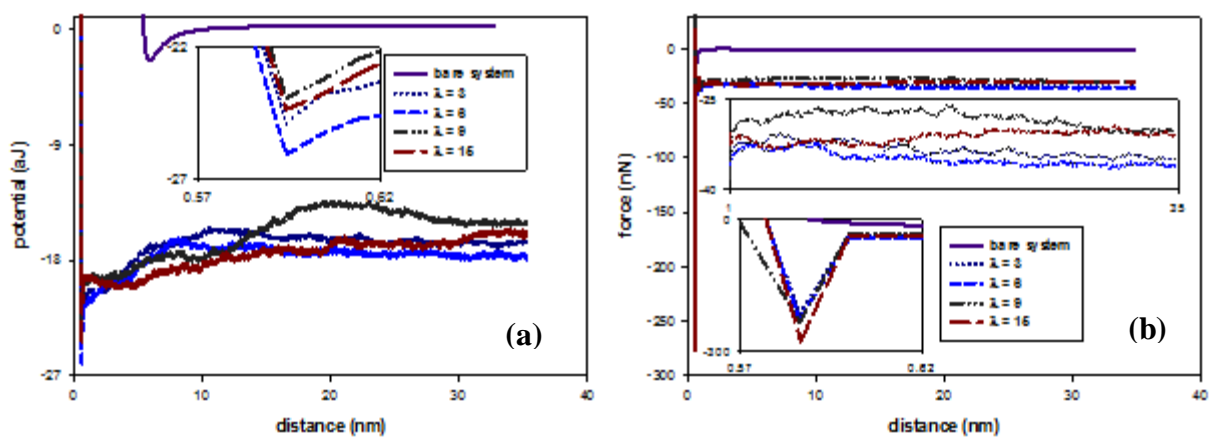 0
-9
-18
-27
potential (aJ)
-22
-27
0.57
0.62
bare system
λ = 3
λ = 6
λ = 9
λ = 15
(a)
0
10
20
30
40
distance (nm)
0
-50
-100
-150
-200
-250
-300
force (nN)
-25
-40
1
35
0
-300
0.57
0.62
bare system
λ = 3
λ = 6
λ = 9
λ = 15
(b)
0
10
20
30
40
distance (nm)